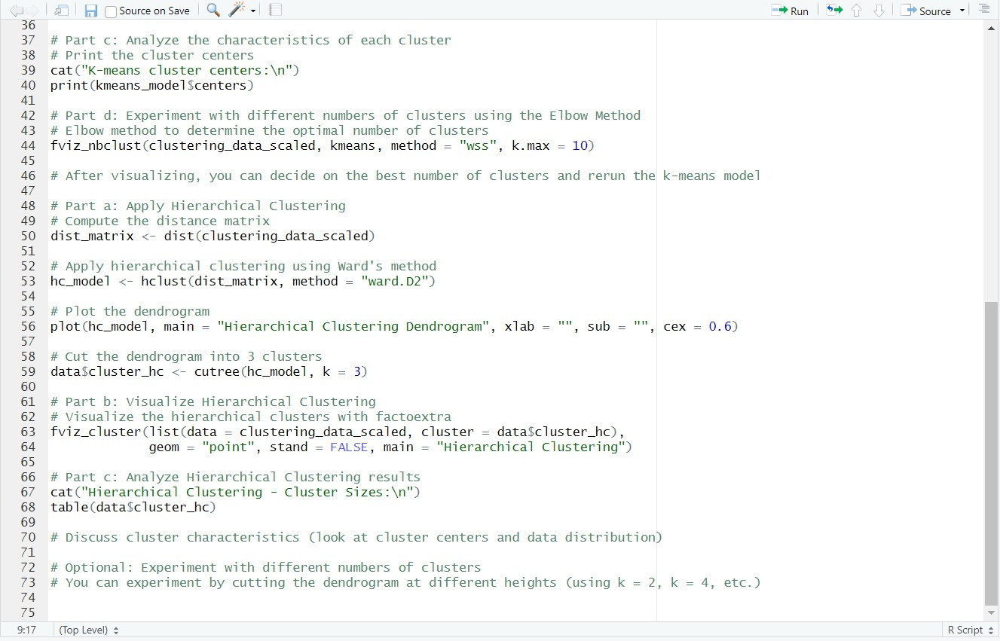 Source on Save Run Source
36
37 # Part c: Analyze the characteristics of each cluster
38 # Print the cluster centers
39 cat("K-means cluster centers:\n")
40 print(kmeans_model$centers)
41
42 # Part d: Experiment with different numbers of clusters using the Elbow Method
43 # Elbow method to determine the optimal number of clusters
44 fviz_nbclust(clustering_data_scaled, kmeans, method = "wss", k.max = 10)
45
46 # After visualizing, you can decide on the best number of clusters and rerun the k-means model
47
48 # Part a: Apply Hierarchical Clustering
49 # Compute the distance matrix
50 dist_matrix <- dist(clustering_data_scaled)
51
52 # Apply hierarchical clustering using Ward's method
53 hc_model <- hclust(dist_matrix, method = "ward.D2")
54
55 # Plot the dendrogram
56 plot(hc_model, main = "Hierarchical Clustering Dendrogram", xlab = "", sub = "", cex = 0.6)
57
58 # Cut the dendrogram into 3 clusters
59 data$cluster_hc <- cutree(hc_model, k = 3)
60
61 # Part b: Visualize Hierarchical Clustering
62 # Visualize the hierarchical clusters with factoextra
63 fviz_cluster(list(data = clustering_data_scaled, cluster = data$cluster_hc),
64 geom = "point", stand = FALSE, main = "Hierarchical Clustering")
65
66 # Part c: Analyze Hierarchical Clustering results
67 cat("Hierarchical Clustering - Cluster Sizes:\n")
68 table(data$cluster_hc)
69
70 # Discuss cluster characteristics (look at cluster centers and data distribution)
71
72 # Optional: Experiment with different numbers of clusters
73 # You can experiment by cutting the dendrogram at different heights (using k = 2, k = 4, etc.)
74
75
9:17 (Top Level) R Script